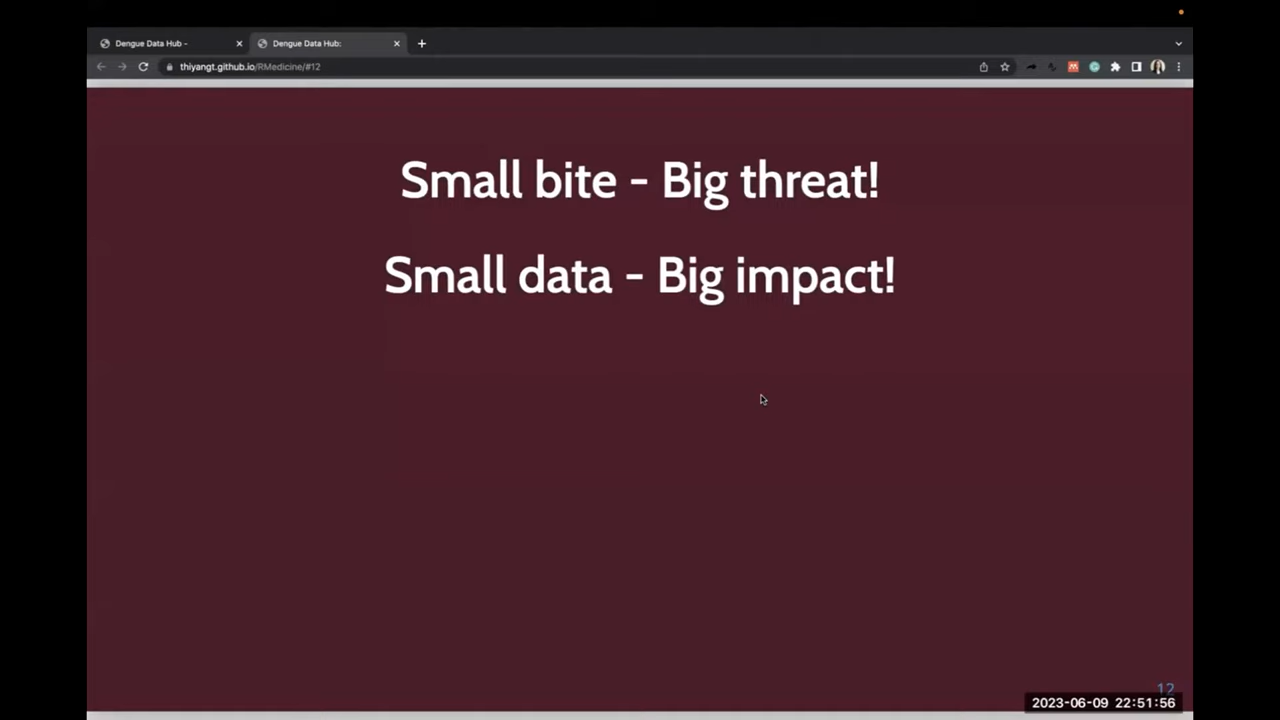 Dengue Data Hub -
Dengue Data Hub:
thiyangt.github.io/RMedicine/#12
Small bite - Big threat!
Small data - Big impact!
12
2023-06-09 22:51:56